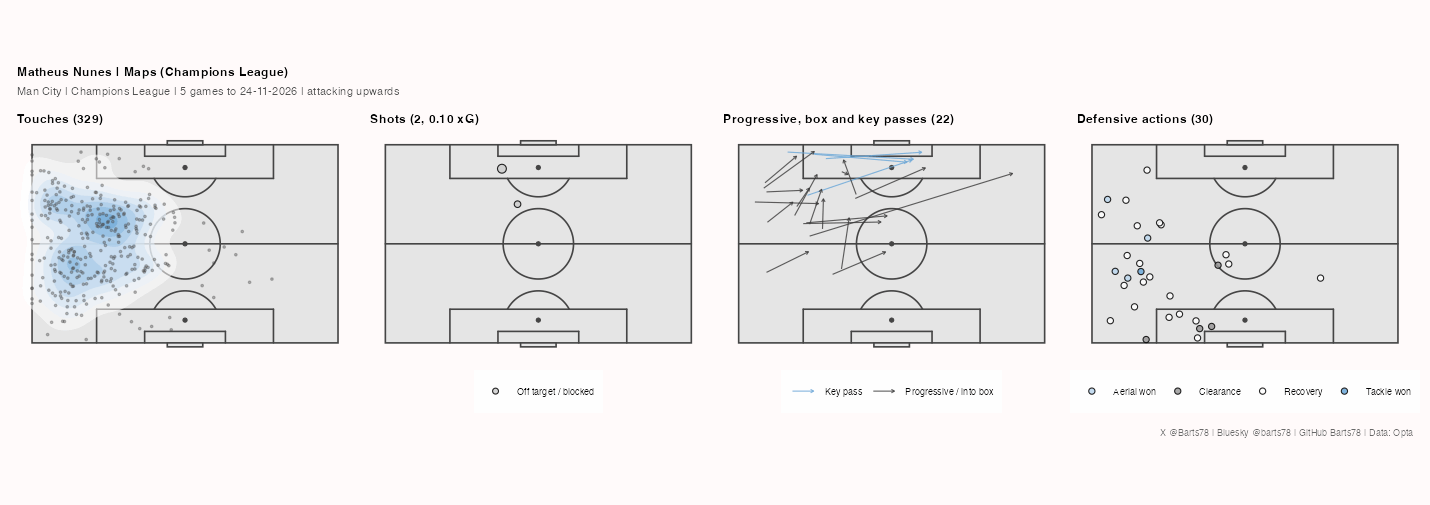 Matheus Nunes | Maps (Champions League)
Man City | Champions League | 5 games to 24-11-2026 | attacking upwards
Touches (329)
Shots (2, 0.10 xG)
Progressive, box and key passes (22)
Defensive actions (30)
Off target / blocked
Key pass
Progressive / into box
Aerial won
Clearance
Recovery
Tackle won
X @Barts78 | Bluesky @barts78 | GitHub Barts78 | Data: Opta